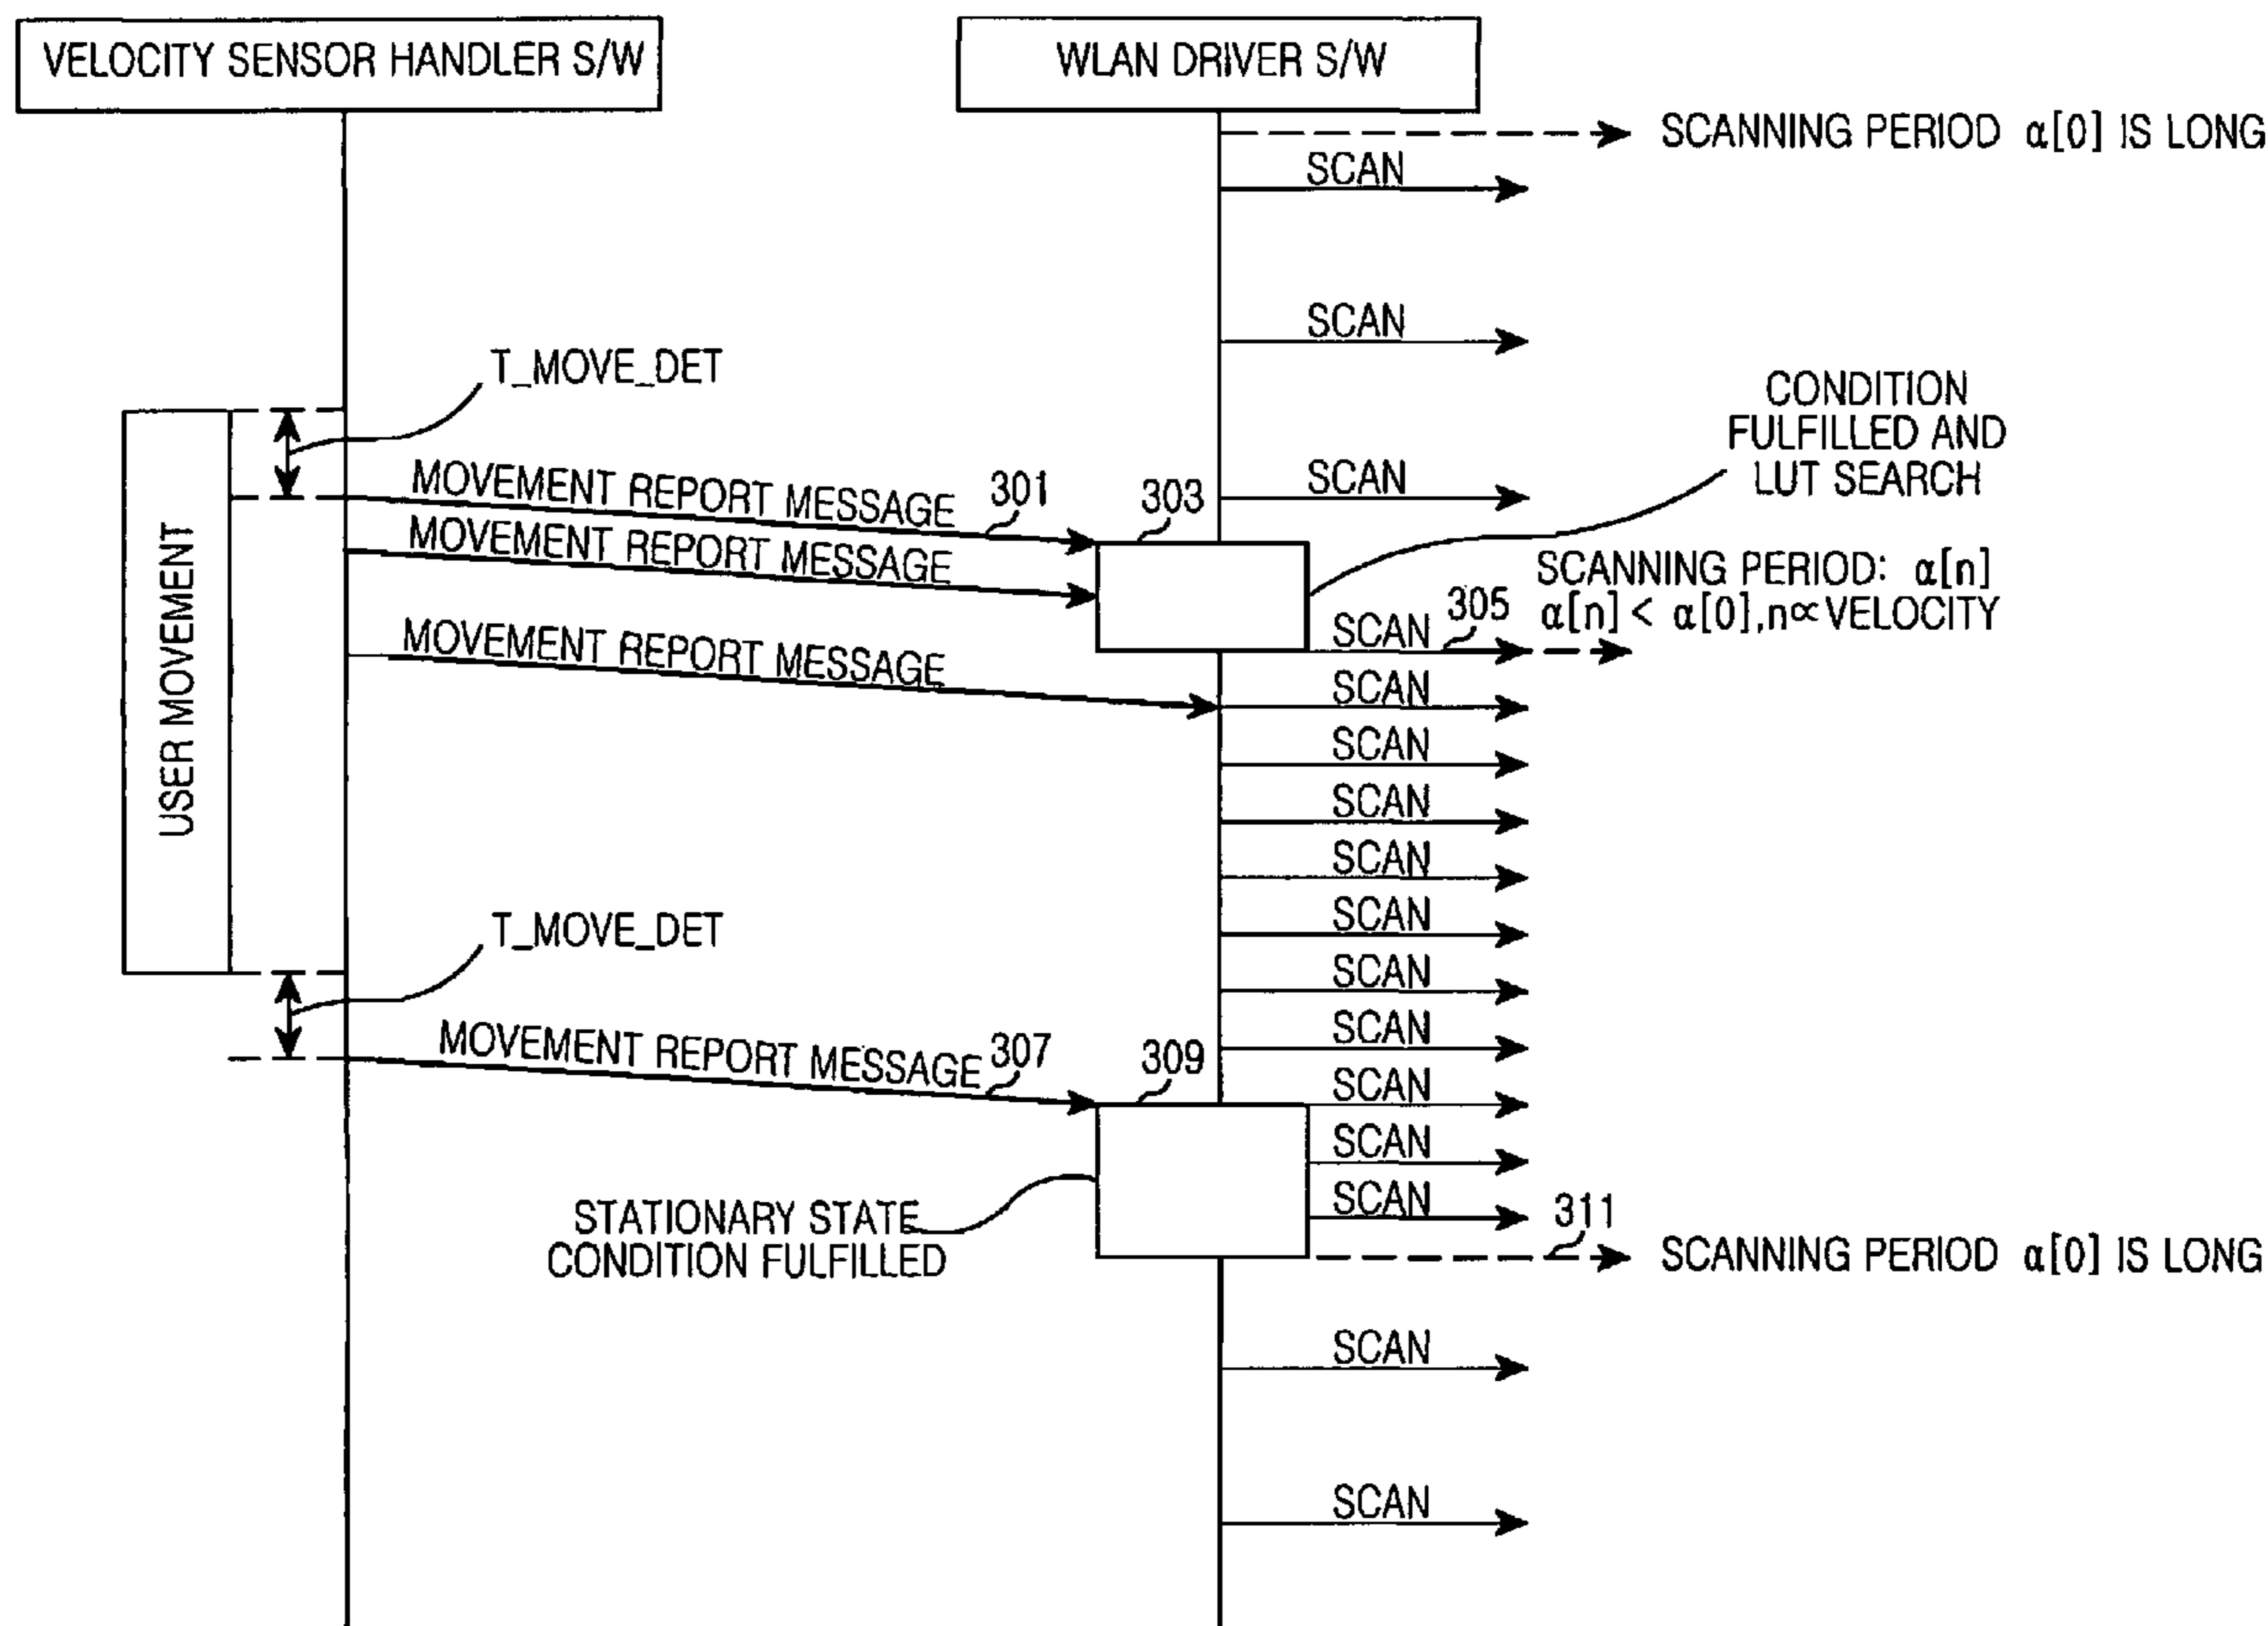 VELOCITY SENSOR HANDLER S/W
WLAN DRIVER S/W
SCANNING PERIOD α[0] IS LONG
SCAN
SCAN
T_MOVE_DET
CONDITION
FULFILLED AND
LUT SEARCH
SCAN
MOVEMENT REPORT MESSAGE 301
303
MOVEMENT REPORT MESSAGE
USER MOVEMENT
SCANNING PERIOD: α[n]
α[n] < α[0],n∝VELOCITY
SCAN 305
MOVEMENT REPORT MESSAGE
SCAN
SCAN
SCAN
SCAN
SCAN
T_MOVE_DET
SCAN
SCAN
MOVEMENT REPORT MESSAGE 307
309
SCAN
SCAN
SCAN
STATIONARY STATE
CONDITION FULFILLED
311
SCANNING PERIOD α[0] IS LONG
SCAN
SCAN